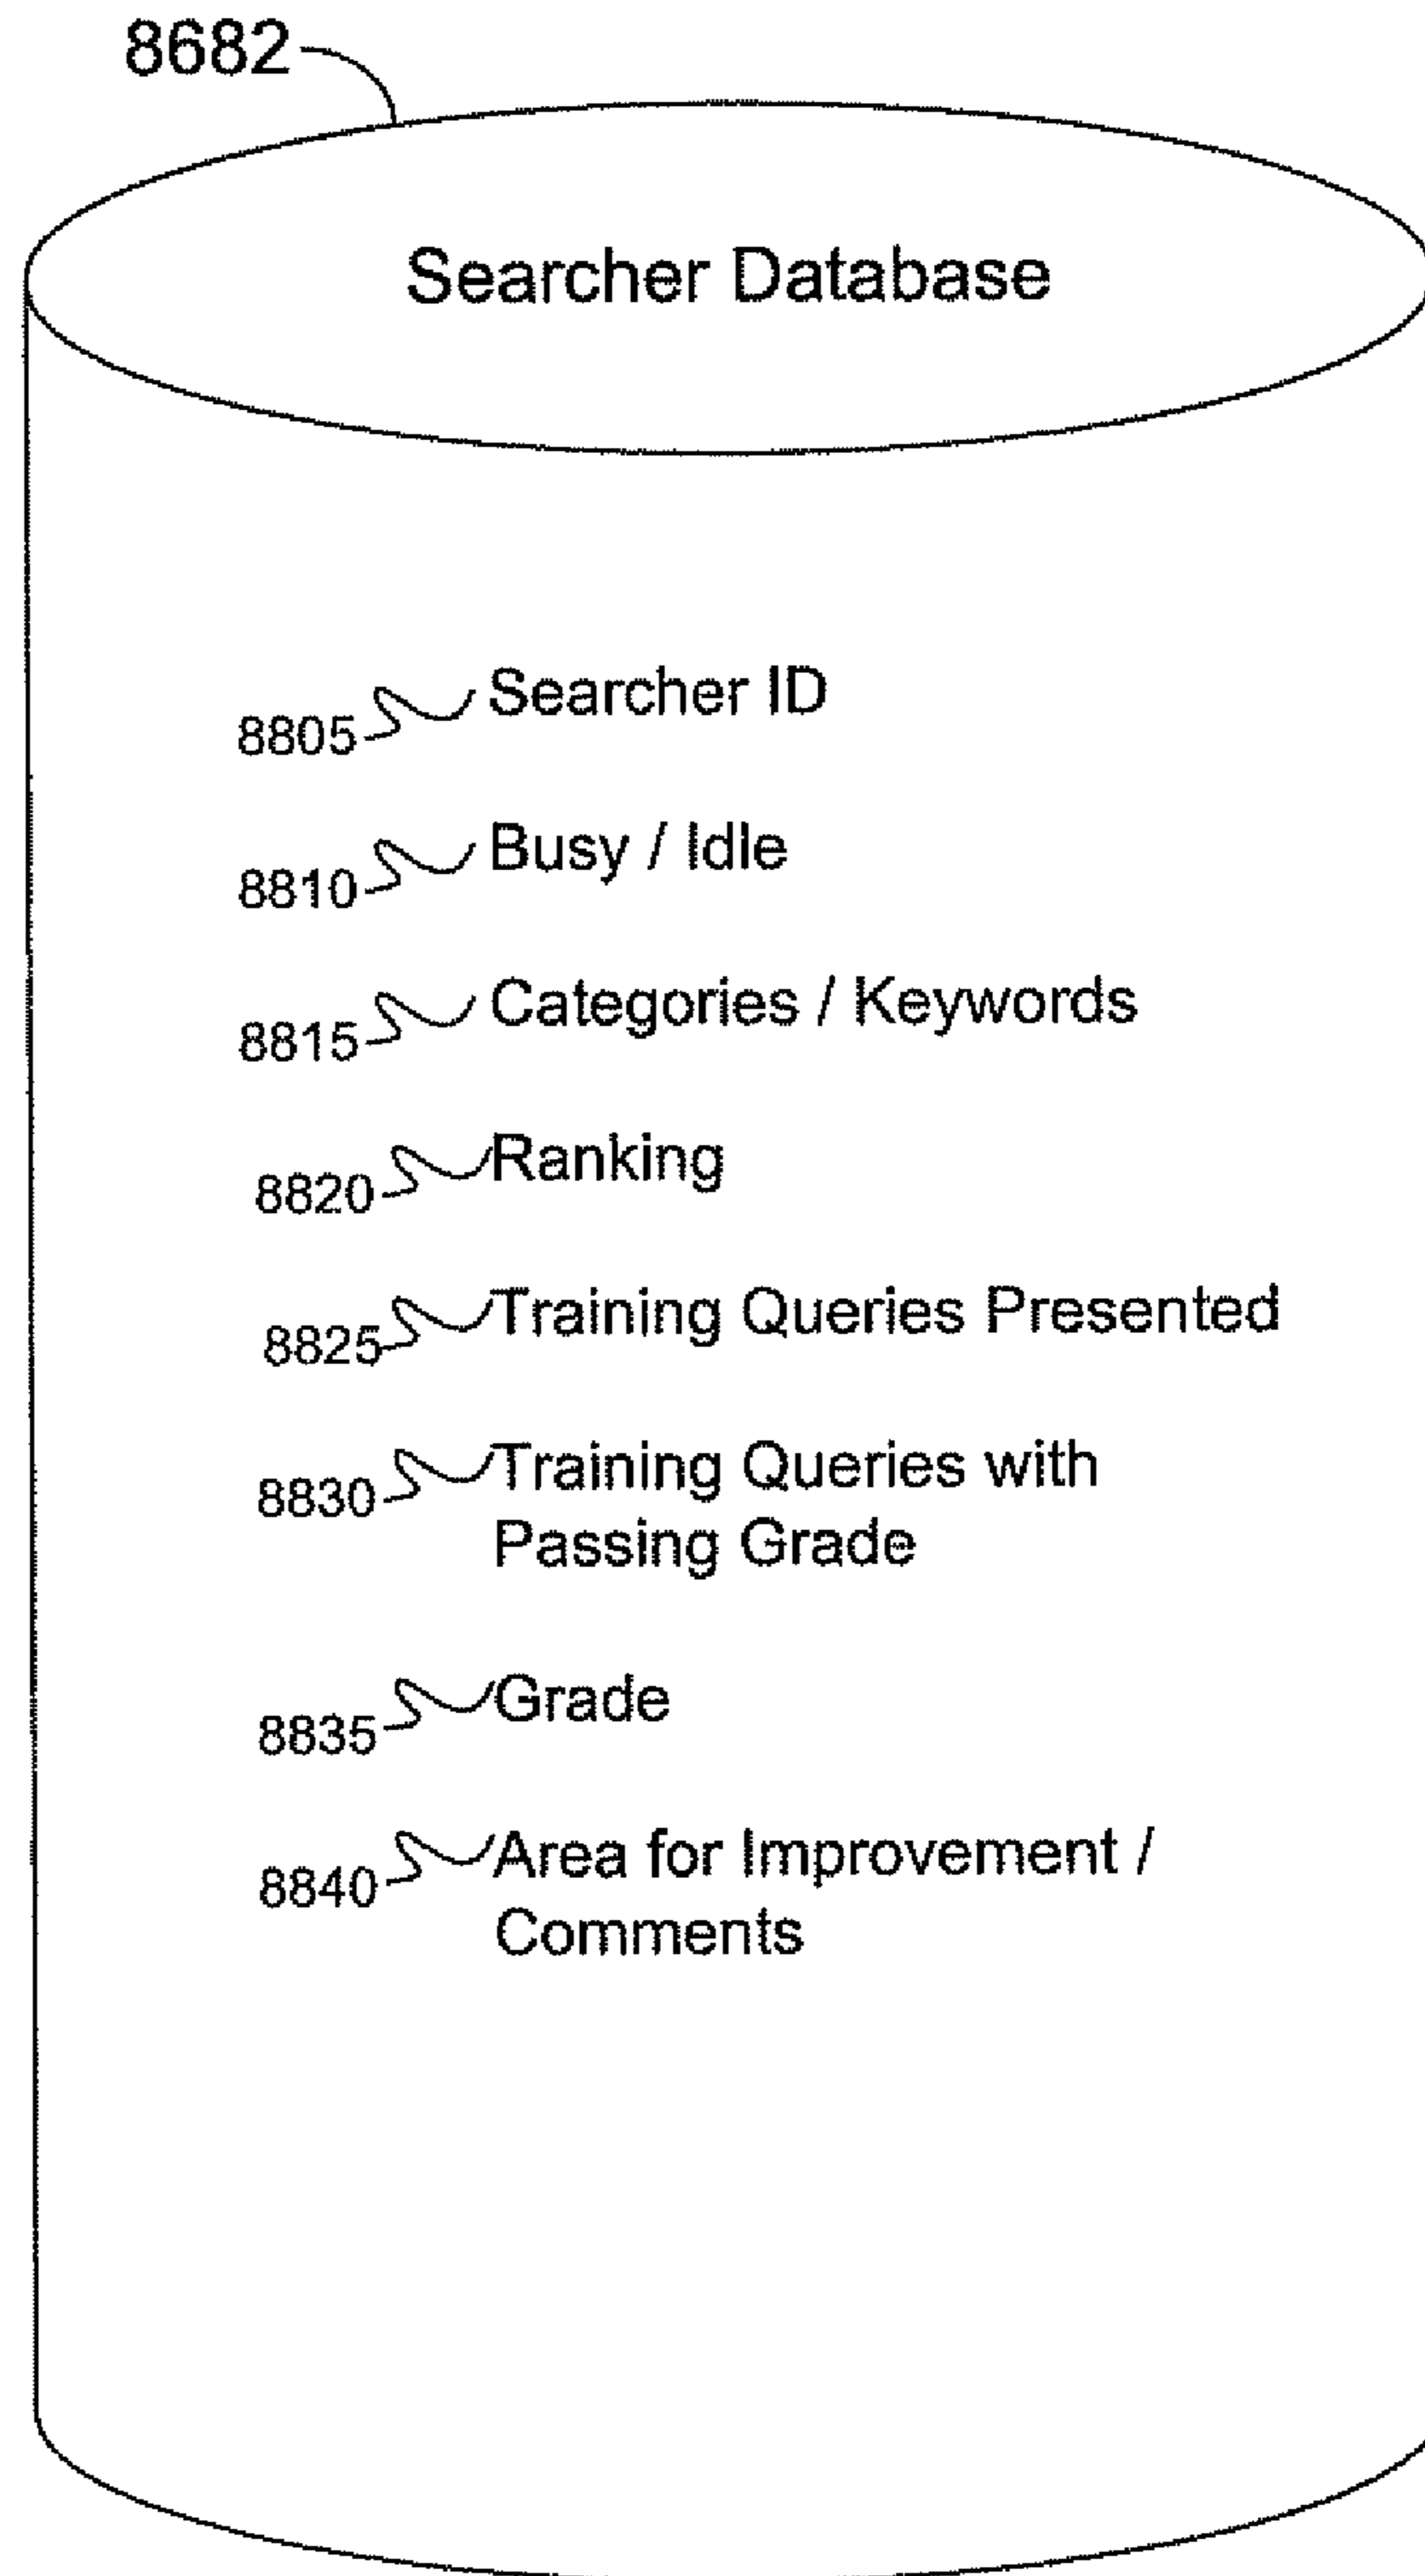 8682
Searcher Database
8805 Searcher ID
8810 Busy / Idle
8815 Categories / Keywords
8820 Ranking
8825 Training Queries Presented
8830 Training Queries with
Passing Grade
8835 Grade
8840 Area for Improvement /
Comments